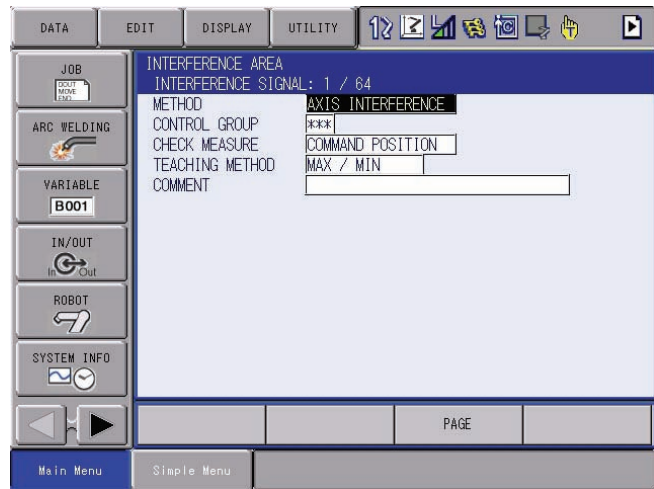 DATA EDIT DISPLAY UTILITY
JOB
DOUT
MOVE
END
ARC WELDING
VARIABLE
B001
IN/OUT
In Out
ROBOT
SYSTEM INFO
INTERFERENCE AREA
INTERFERENCE SIGNAL: 1 / 64
METHOD AXIS INTERFERENCE
CONTROL GROUP ***
CHECK MEASURE COMMAND POSITION
TEACHING METHOD MAX / MIN
COMMENT
PAGE
Main Menu Simple Menu